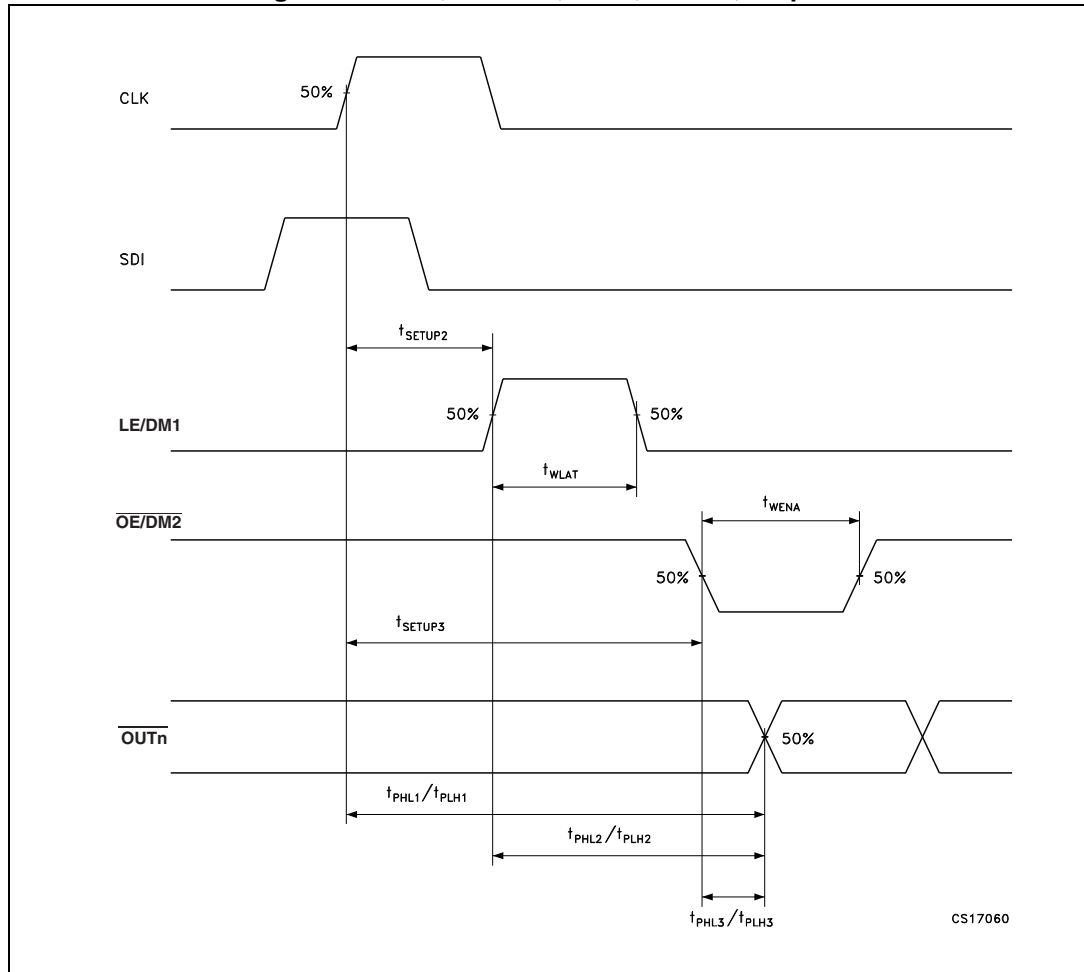 50%
CLK
SDI
tSETUP2
50%
50%
LE/DM1
tWLAT
tWENA
OE/DM2
50%
50%
tSETUP3
OUTn
50%
tPHL1/tPLH1
tPHL2/tPLH2
tPHL3/tPLH3
CS17060